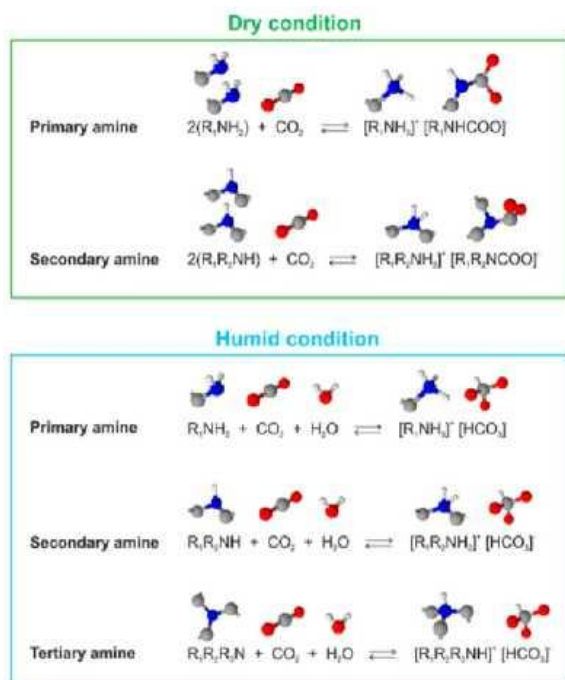 Dry condition
Primary amine 2(R₁NH₂) + CO₂ ⇌ [R₁NH₃]⁺ [R₁NHCOO]⁻
Secondary amine 2(R₁R₂NH) + CO₂ ⇌ [R₁R₂NH₂]⁺ [R₁R₂NCOO]⁻
Humid condition
Primary amine R₁NH₂ + CO₂ + H₂O ⇌ [R₁NH₃]⁺ [HCO₃]⁻
Secondary amine R₁R₂NH + CO₂ + H₂O ⇌ [R₁R₂NH₂]⁺ [HCO₃]⁻
Tertiary amine R₁R₂R₃N + CO₂ + H₂O ⇌ [R₁R₂R₃NH]⁺ [HCO₃]⁻